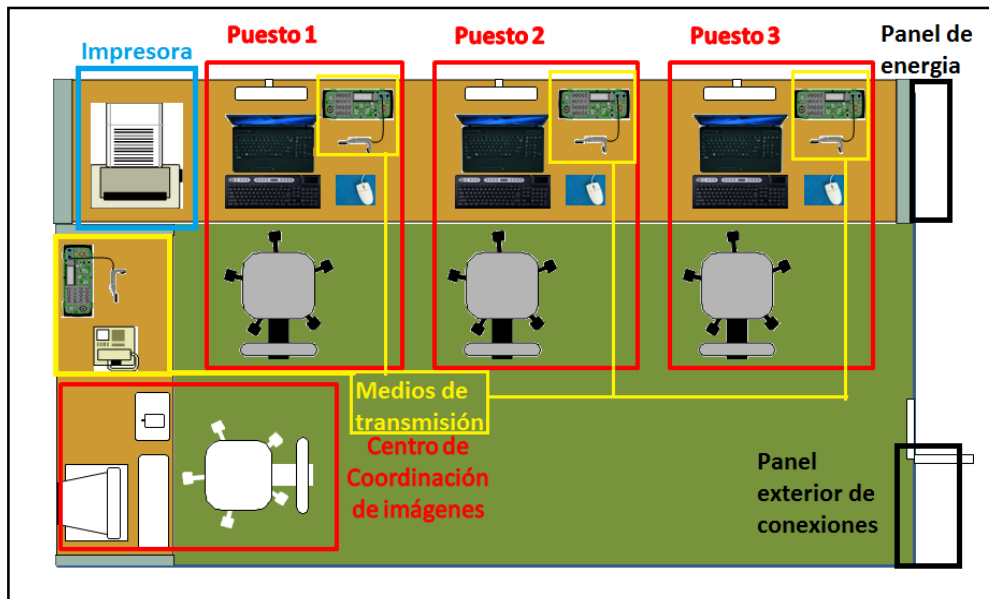 Puesto 1
Puesto 2
Puesto 3
Panel de
energia
Impresora
Medios de
transmisión
Centro de
Coordinación
de imágenes
Panel
exterior de
conexiones